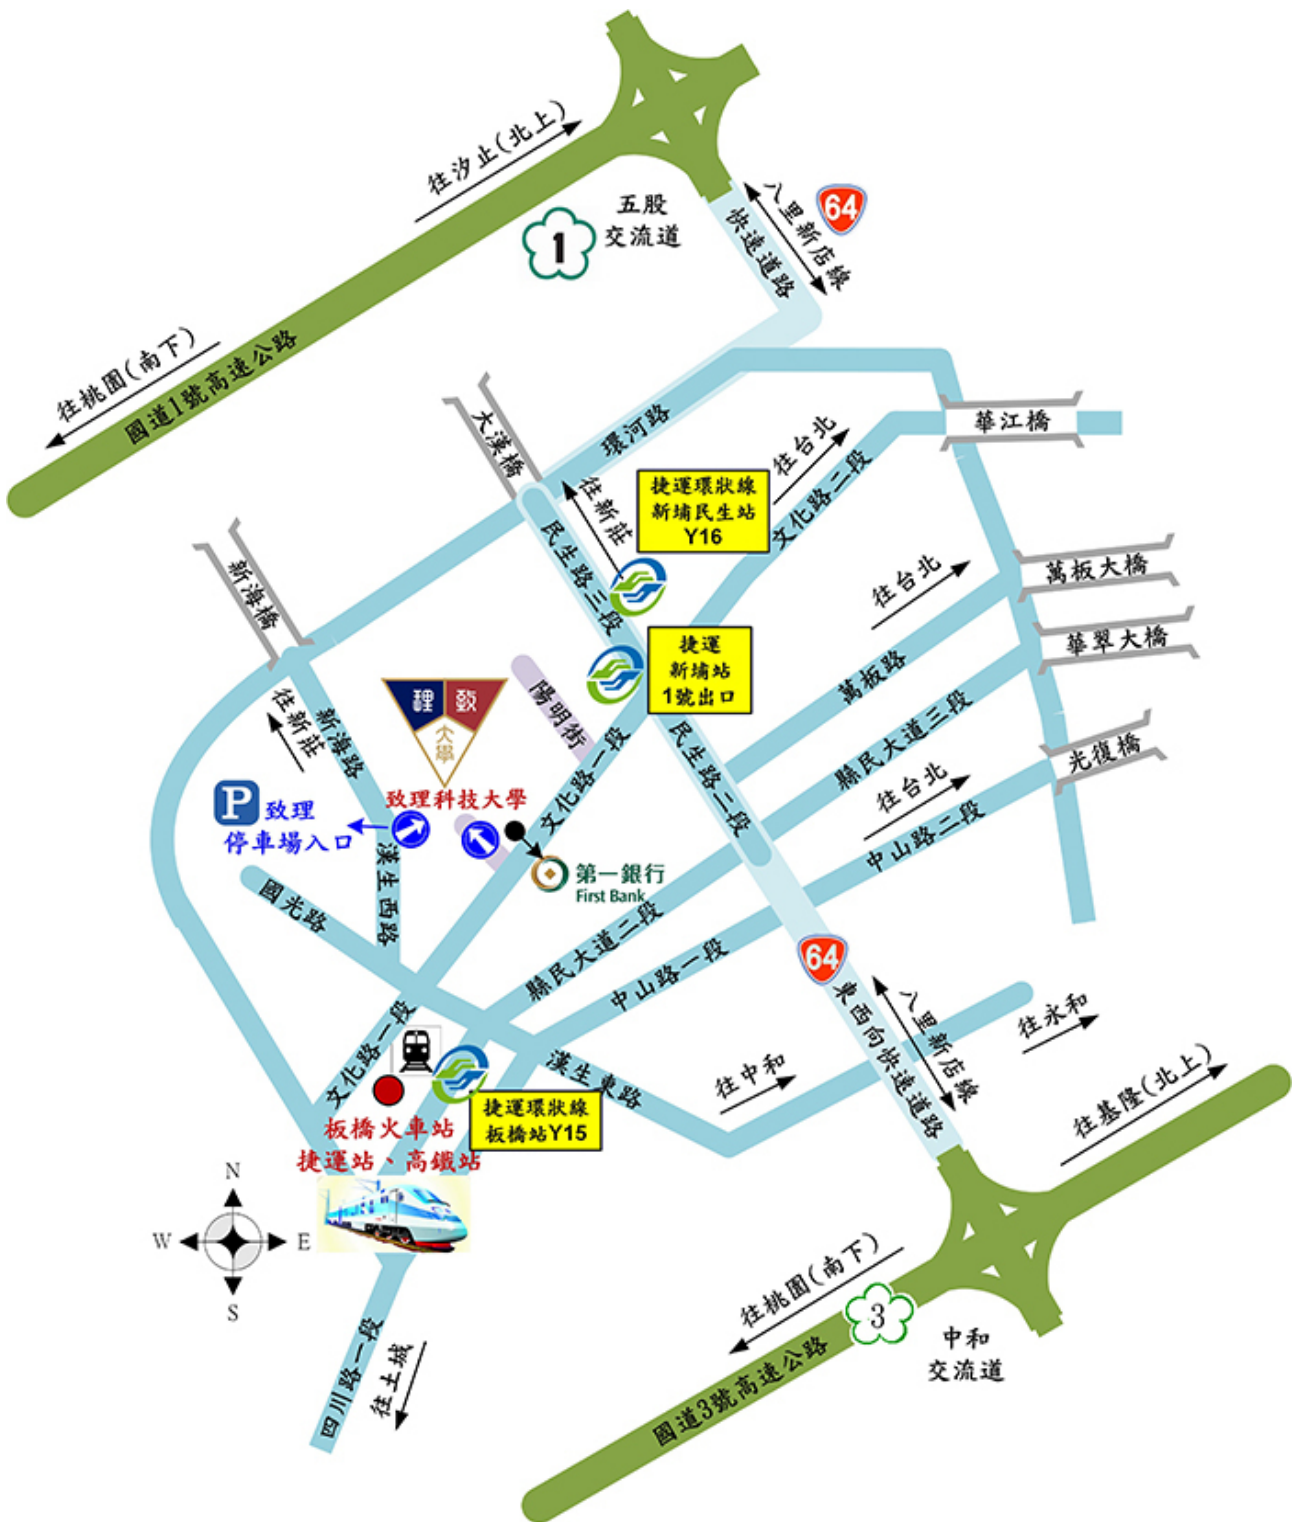 往汐止(北上)
八里新店線
64
快速道路
五股
交流道
1
往桃園(南下)
國道1號高速公路
環河路
大漢橋
往新莊
捷運環狀線
新埔民生站
Y16
往台北
文化路二段
華江橋
新海橋
民生路三段
往台北
萬板大橋
華翠大橋
捷運
新埔站
1號出口
萬板路
陽明街
往新莊
新海路
理
致
大學
文化路一段
民生路二段
縣民大道三段
光復橋
往台北
中山路二段
P
致理
停車場入口
致理科技大學
漢生西路
第一銀行
First Bank
國光路
縣民大道二段
中山路一段
64
東西向快速道路
八里新店線
往永和
文化路一段
漢生東路
往中和
捷運環狀線
板橋站Y15
板橋火車站
捷運站、高鐵站
往基隆(北上)
N
W
E
S
往桃園(南下)
3
中和
交流道
國道3號高速公路
四川路一段
往土城